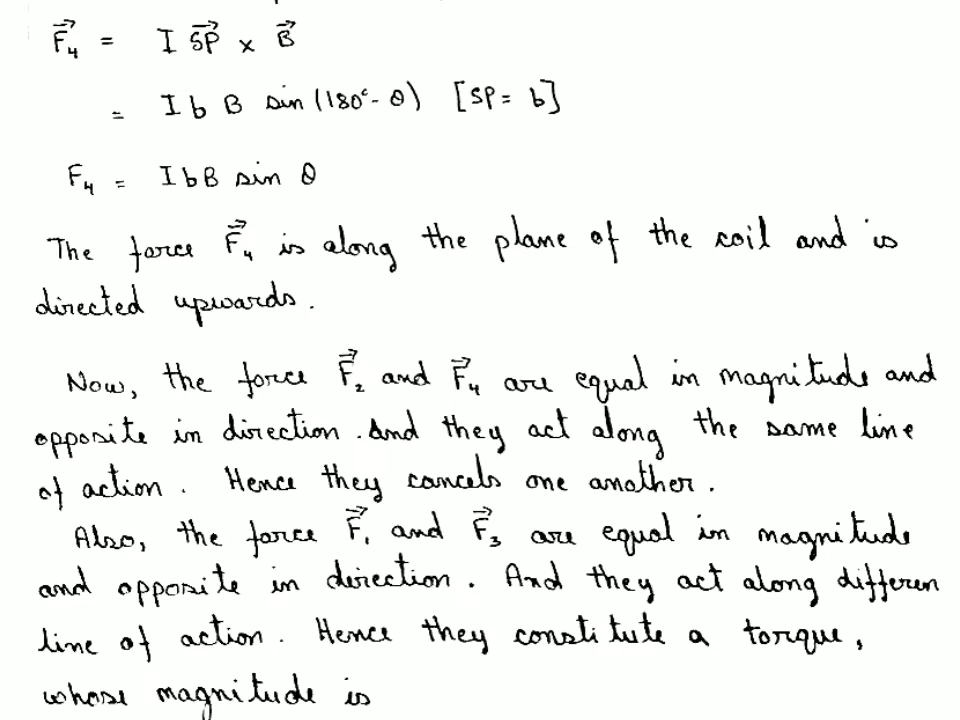 F⃗₄ = I S⃗P⃗ × B⃗
= I b B sin (180° - θ) [SP = b]
F₄ = I b B sin θ
The force F⃗₄ is along the plane of the coil and is
directed upwards.
Now, the force F⃗₂ and F⃗₄ are equal in magnitude and
opposite in direction. And they act along the same line
of action. Hence they cancels one another.
Also, the force F⃗₁ and F⃗₃ are equal in magnitude
and opposite in direction. And they act along differen
line of action. Hence they constitute a torque,
whose magnitude is